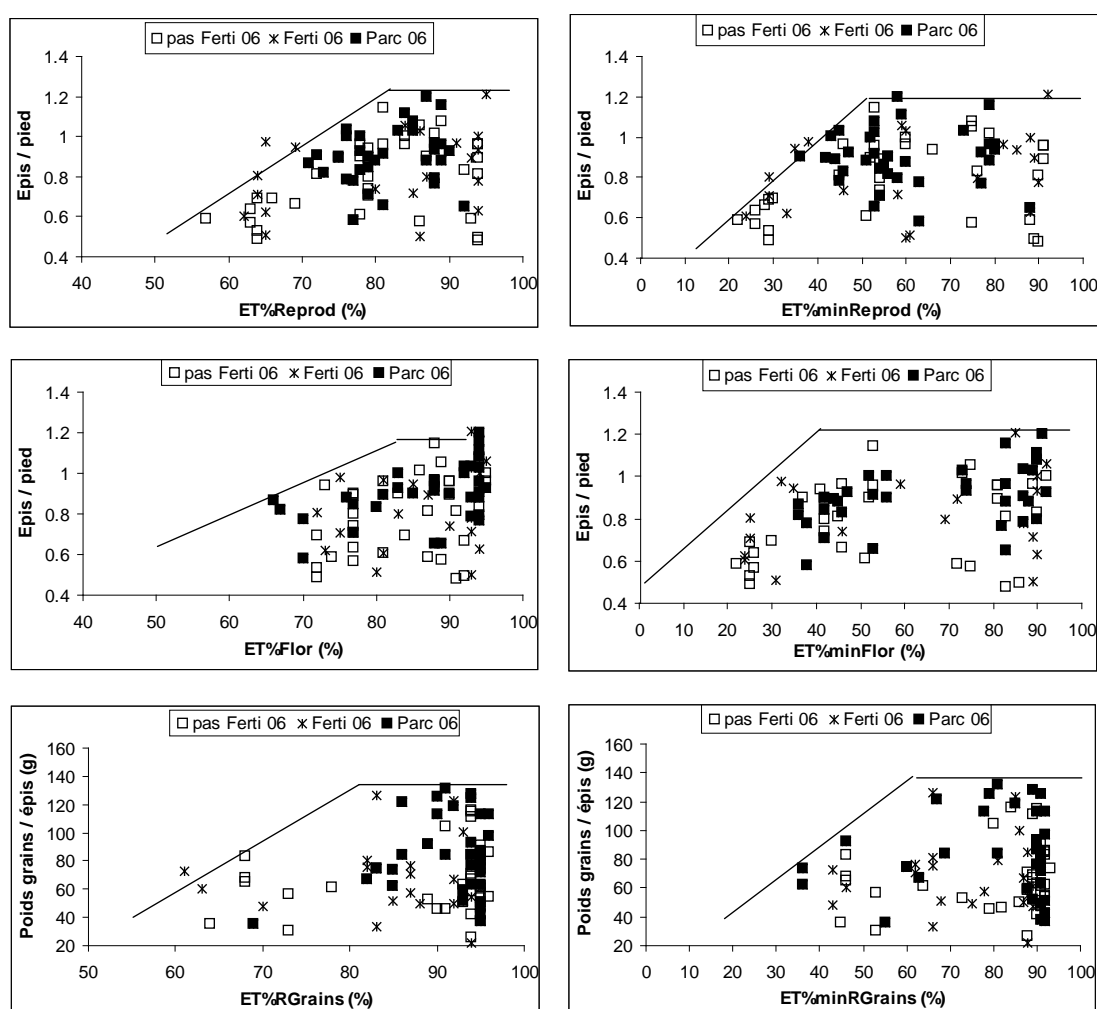 pas Ferti 06 Ferti 06 Parc 06
1.4
1.2
1
0.8
0.6
0.4
Epis / pied
40 50 60 70 80 90 100
ET%Reprod (%)
pas Ferti 06 Ferti 06 Parc 06
1.4
1.2
1
0.8
0.6
0.4
Epis / pied
0 10 20 30 40 50 60 70 80 90 100
ET%minReprod (%)
pas Ferti 06 Ferti 06 Parc 06
1.4
1.2
1
0.8
0.6
0.4
Epis / pied
40 50 60 70 80 90 100
ET%Flor (%)
pas Ferti 06 Ferti 06 Parc 06
1.4
1.2
1
0.8
0.6
0.4
Epis / pied
0 10 20 30 40 50 60 70 80 90 100
ET%minFlor (%)
pas Ferti 06 Ferti 06 Parc 06
160
140
120
100
80
60
40
20
Poids grains / épis (g)
50 60 70 80 90 100
ET%RGrains (%)
pas Ferti 06 Ferti 06 Parc 06
160
140
120
100
80
60
40
20
Poids grains / épis (g)
0 10 20 30 40 50 60 70 80 90 100
ET%minRGrains (%)